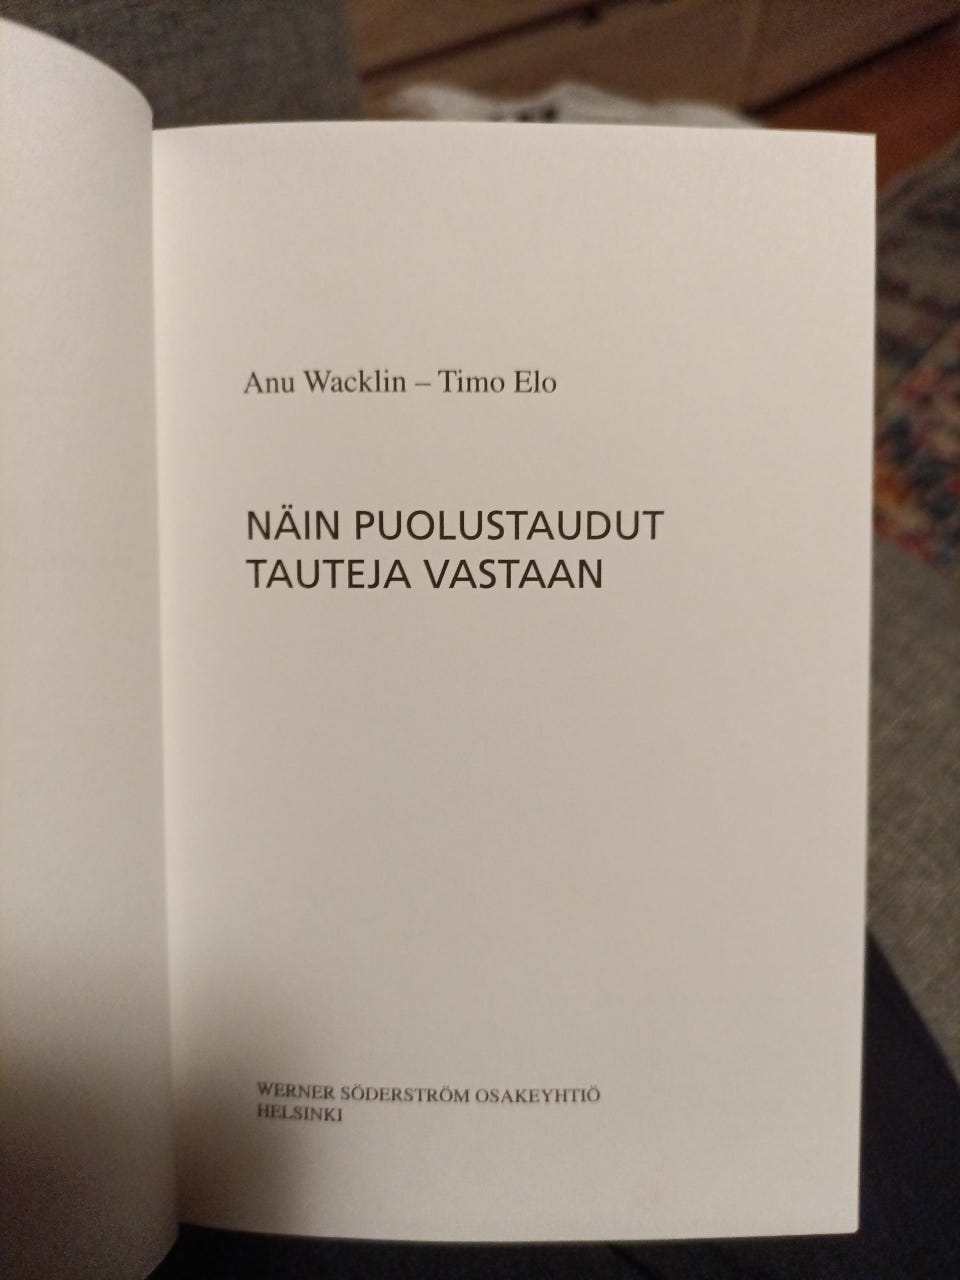 Anu Wacklin – Timo Elo
NÄIN PUOLUSTAUDUT
TAUTEJA VASTAAN
WERNER SÖDERSTRÖM OSAKEYHTIÖ
HELSINKI